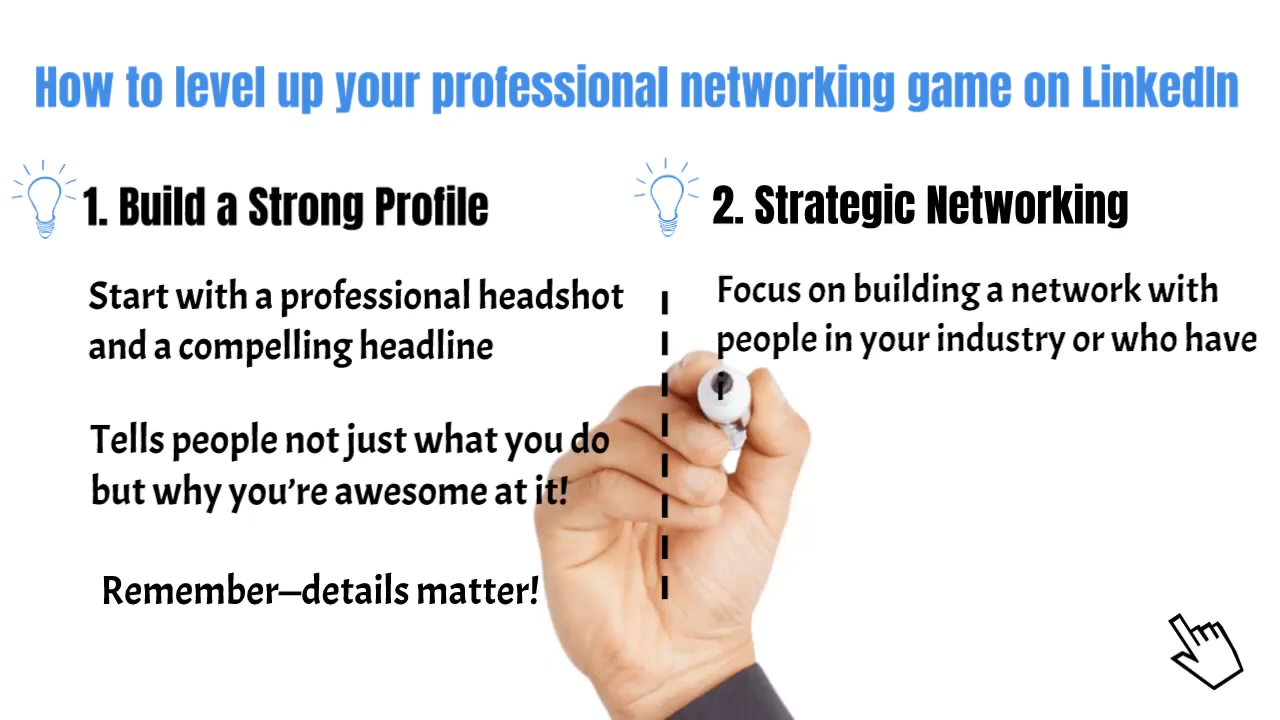 How to level up your professional networking game on LinkedIn
1. Build a Strong Profile
Start with a professional headshot
and a compelling headline
Tells people not just what you do
but why you're awesome at it!
Remember—details matter!
2. Strategic Networking
Focus on building a network with
people in your industry or who have
i